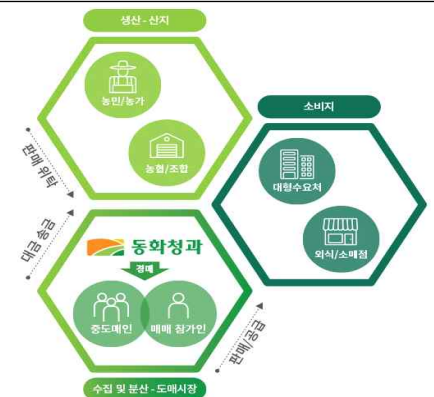 생산 - 산지
농민/농가
농협/조합
소비지
대형수요처
외식/소매점
판매 위탁
대금 송금
동화청과
경매
중도매인
매매 참가인
판매/공급
수집 및 분산 - 도매시장